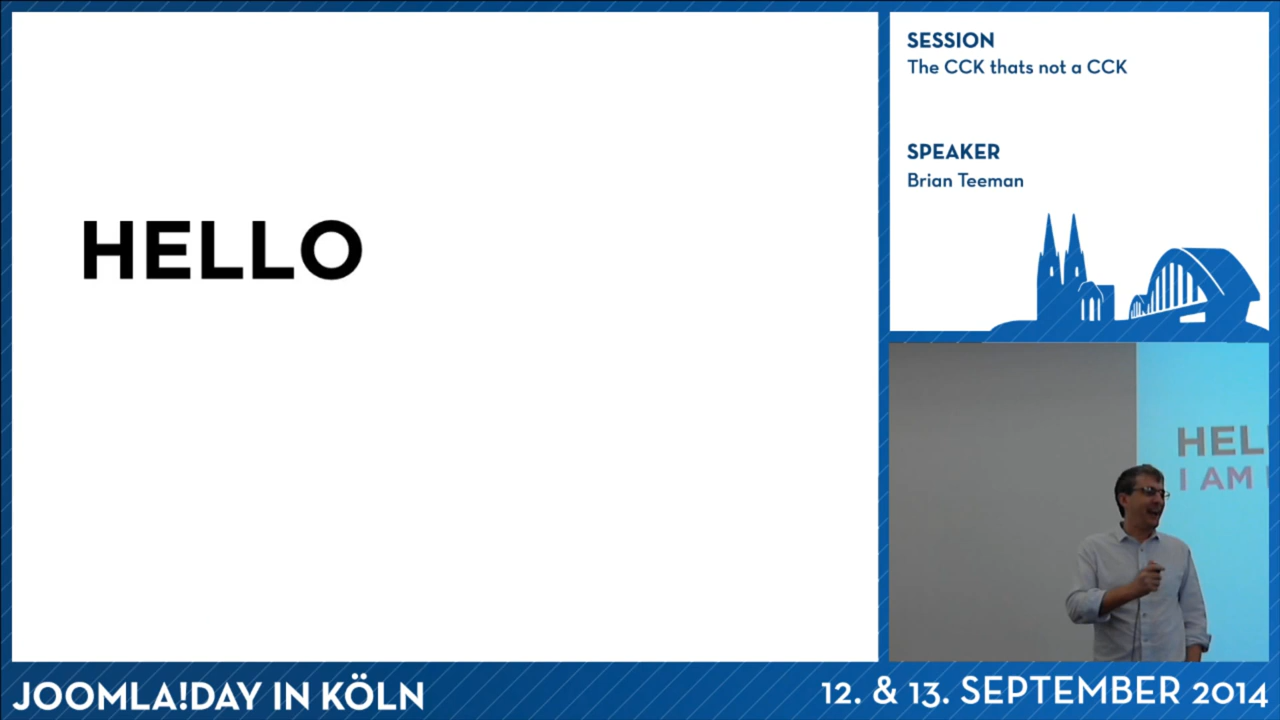 HELLO
SESSION
The CCK thats not a CCK
SPEAKER
Brian Teeman
HEL
I AM
JOOMLA!DAY IN KÖLN
12. & 13. SEPTEMBER 2014